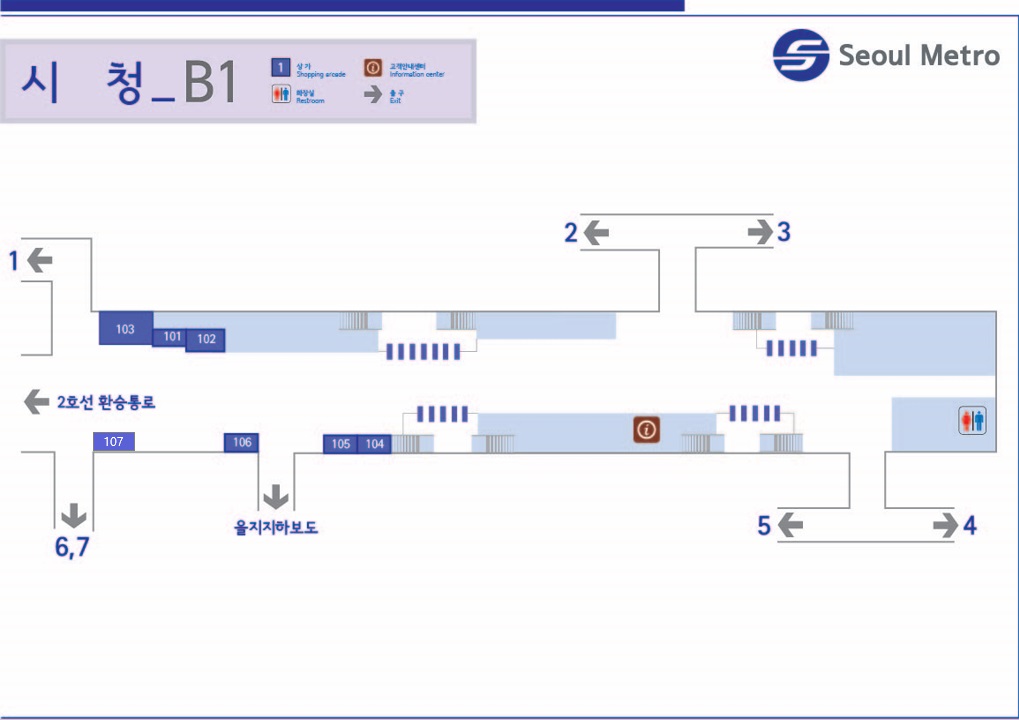 시 청_B1
1 상 가
Shopping arcade
고객안내센터
Information center
화장실
Restroom
출 구
Exit
Seoul Metro
2
3
1
103
101
102
2호선 환승통로
107
106
105
104
을지지하보도
6,7
5
4